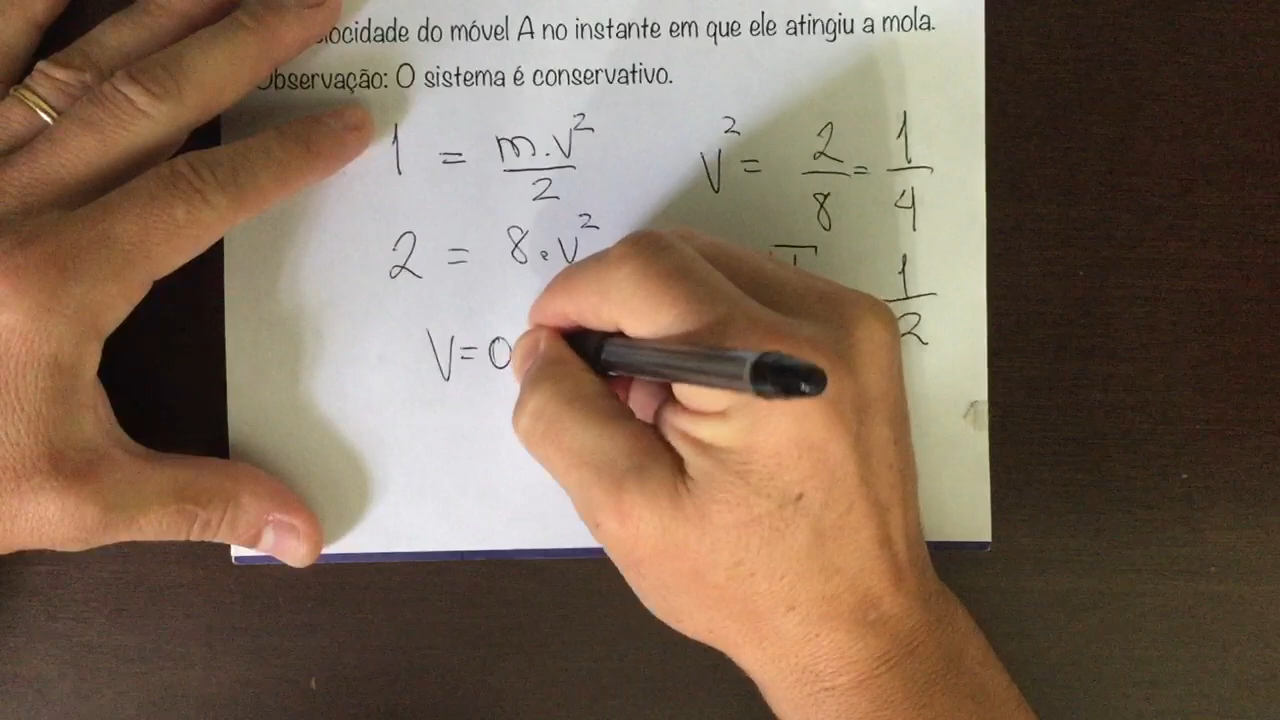 do móvel A no instante em que ele atingiu a mola.
Observação: O sistema é conservativo.
1 = m.v²/2
2 = 8.v²
V=0
v² = 2/8 = 1/4
1/2